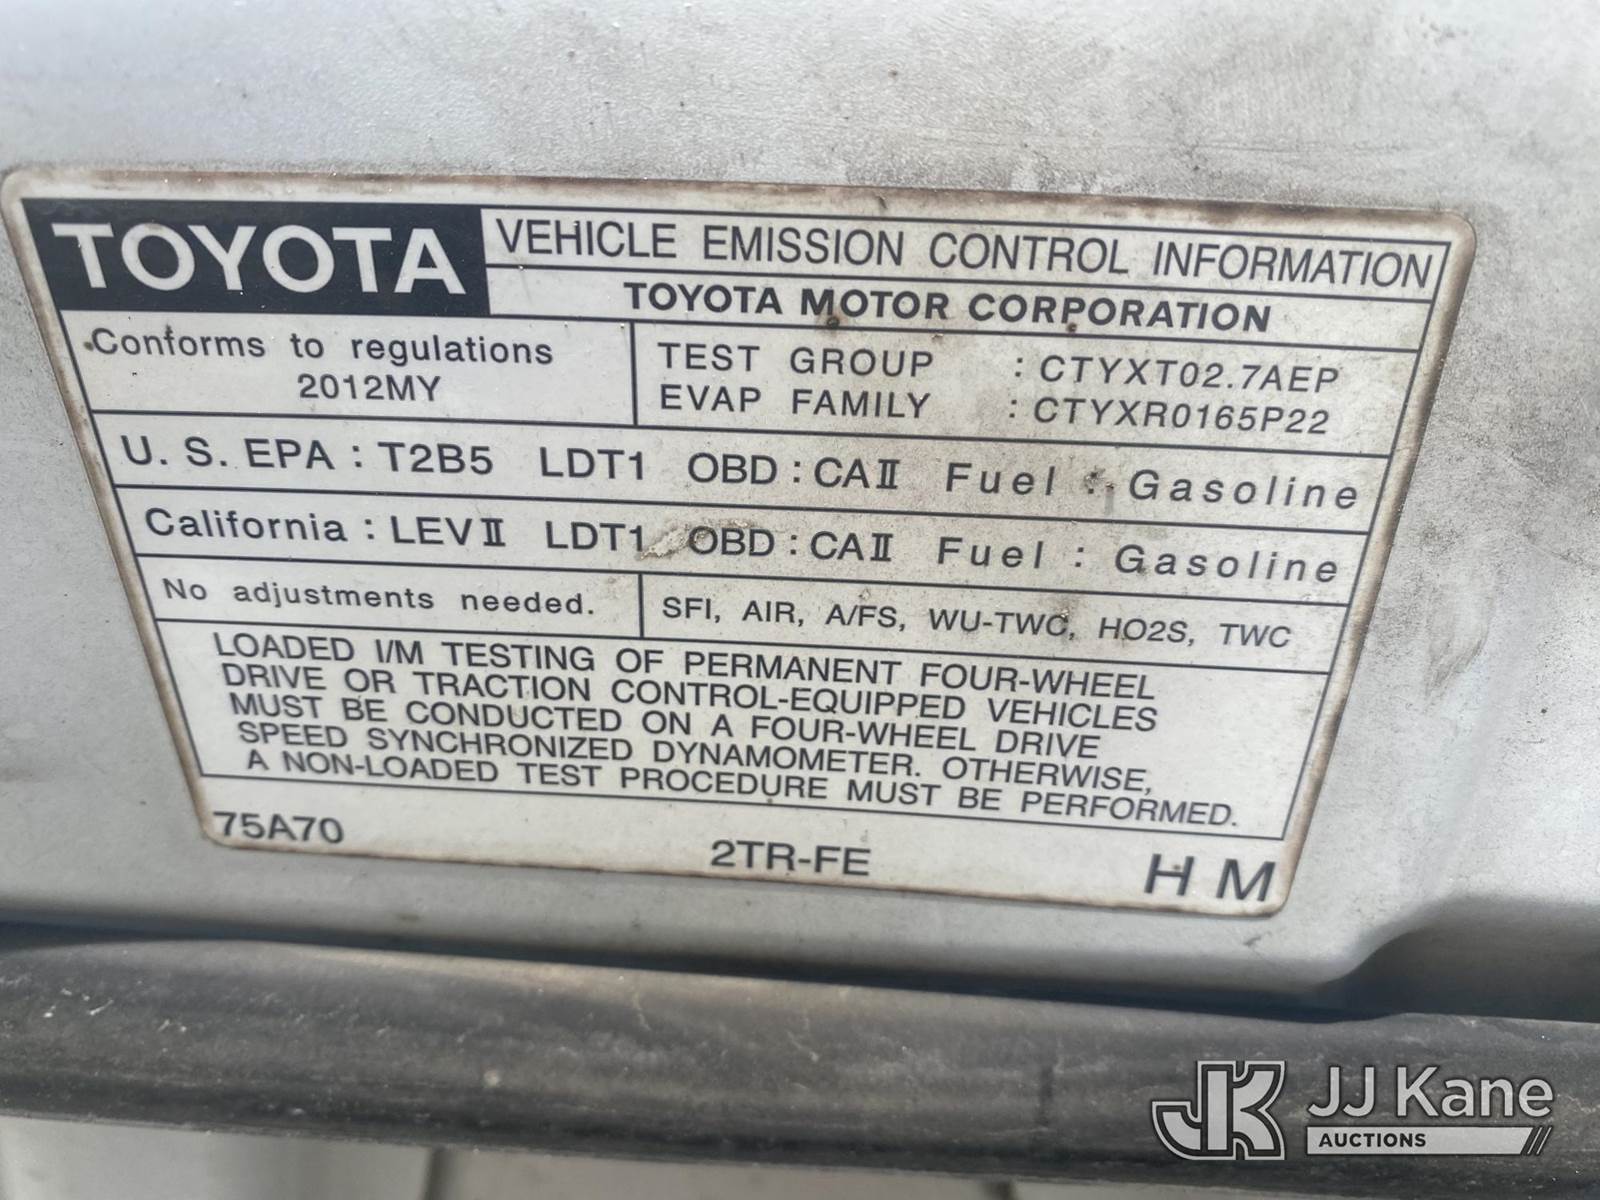 TOYOTA
VEHICLE EMISSION CONTROL INFORMATION
TOYOTA MOTOR CORPORATION
Conforms to regulations
2012MY
TEST GROUP : CTYXT02.7AEP
EVAP FAMILY : CTYXR0165P22
U. S. EPA : T2B5 LDT1 OBD : CAⅡ Fuel : Gasoline
California : LEVⅡ LDT1 OBD : CAⅡ Fuel : Gasoline
No adjustments needed.
SFI, AIR, A/FS, WU-TWC, HO2S, TWC
LOADED I/M TESTING OF PERMANENT FOUR-WHEEL
DRIVE OR TRACTION CONTROL-EQUIPPED VEHICLES
MUST BE CONDUCTED ON A FOUR-WHEEL DRIVE
SPEED SYNCHRONIZED DYNAMOMETER. OTHERWISE,
A NON-LOADED TEST PROCEDURE MUST BE PERFORMED.
75A70
2TR-FE
H M
JK JJ Kane
AUCTIONS